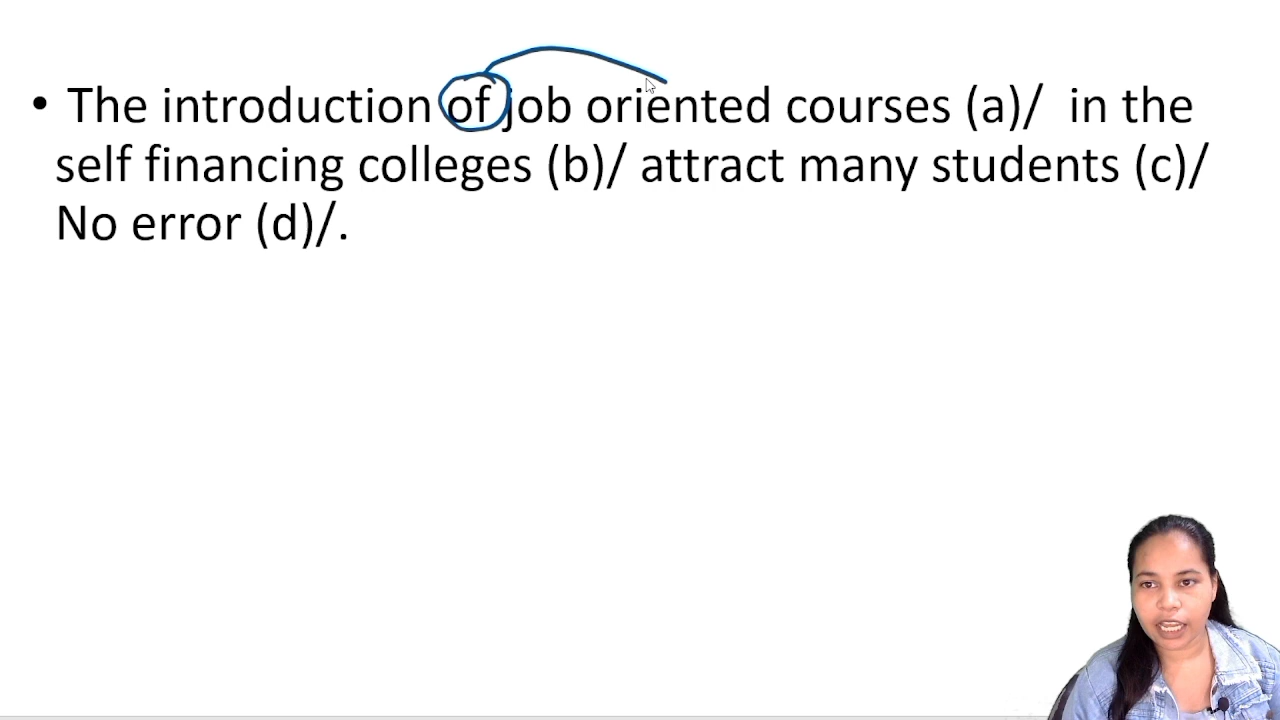 • The introduction of job oriented courses (a)/ in the
self financing colleges (b)/ attract many students (c)/
No error (d)/.